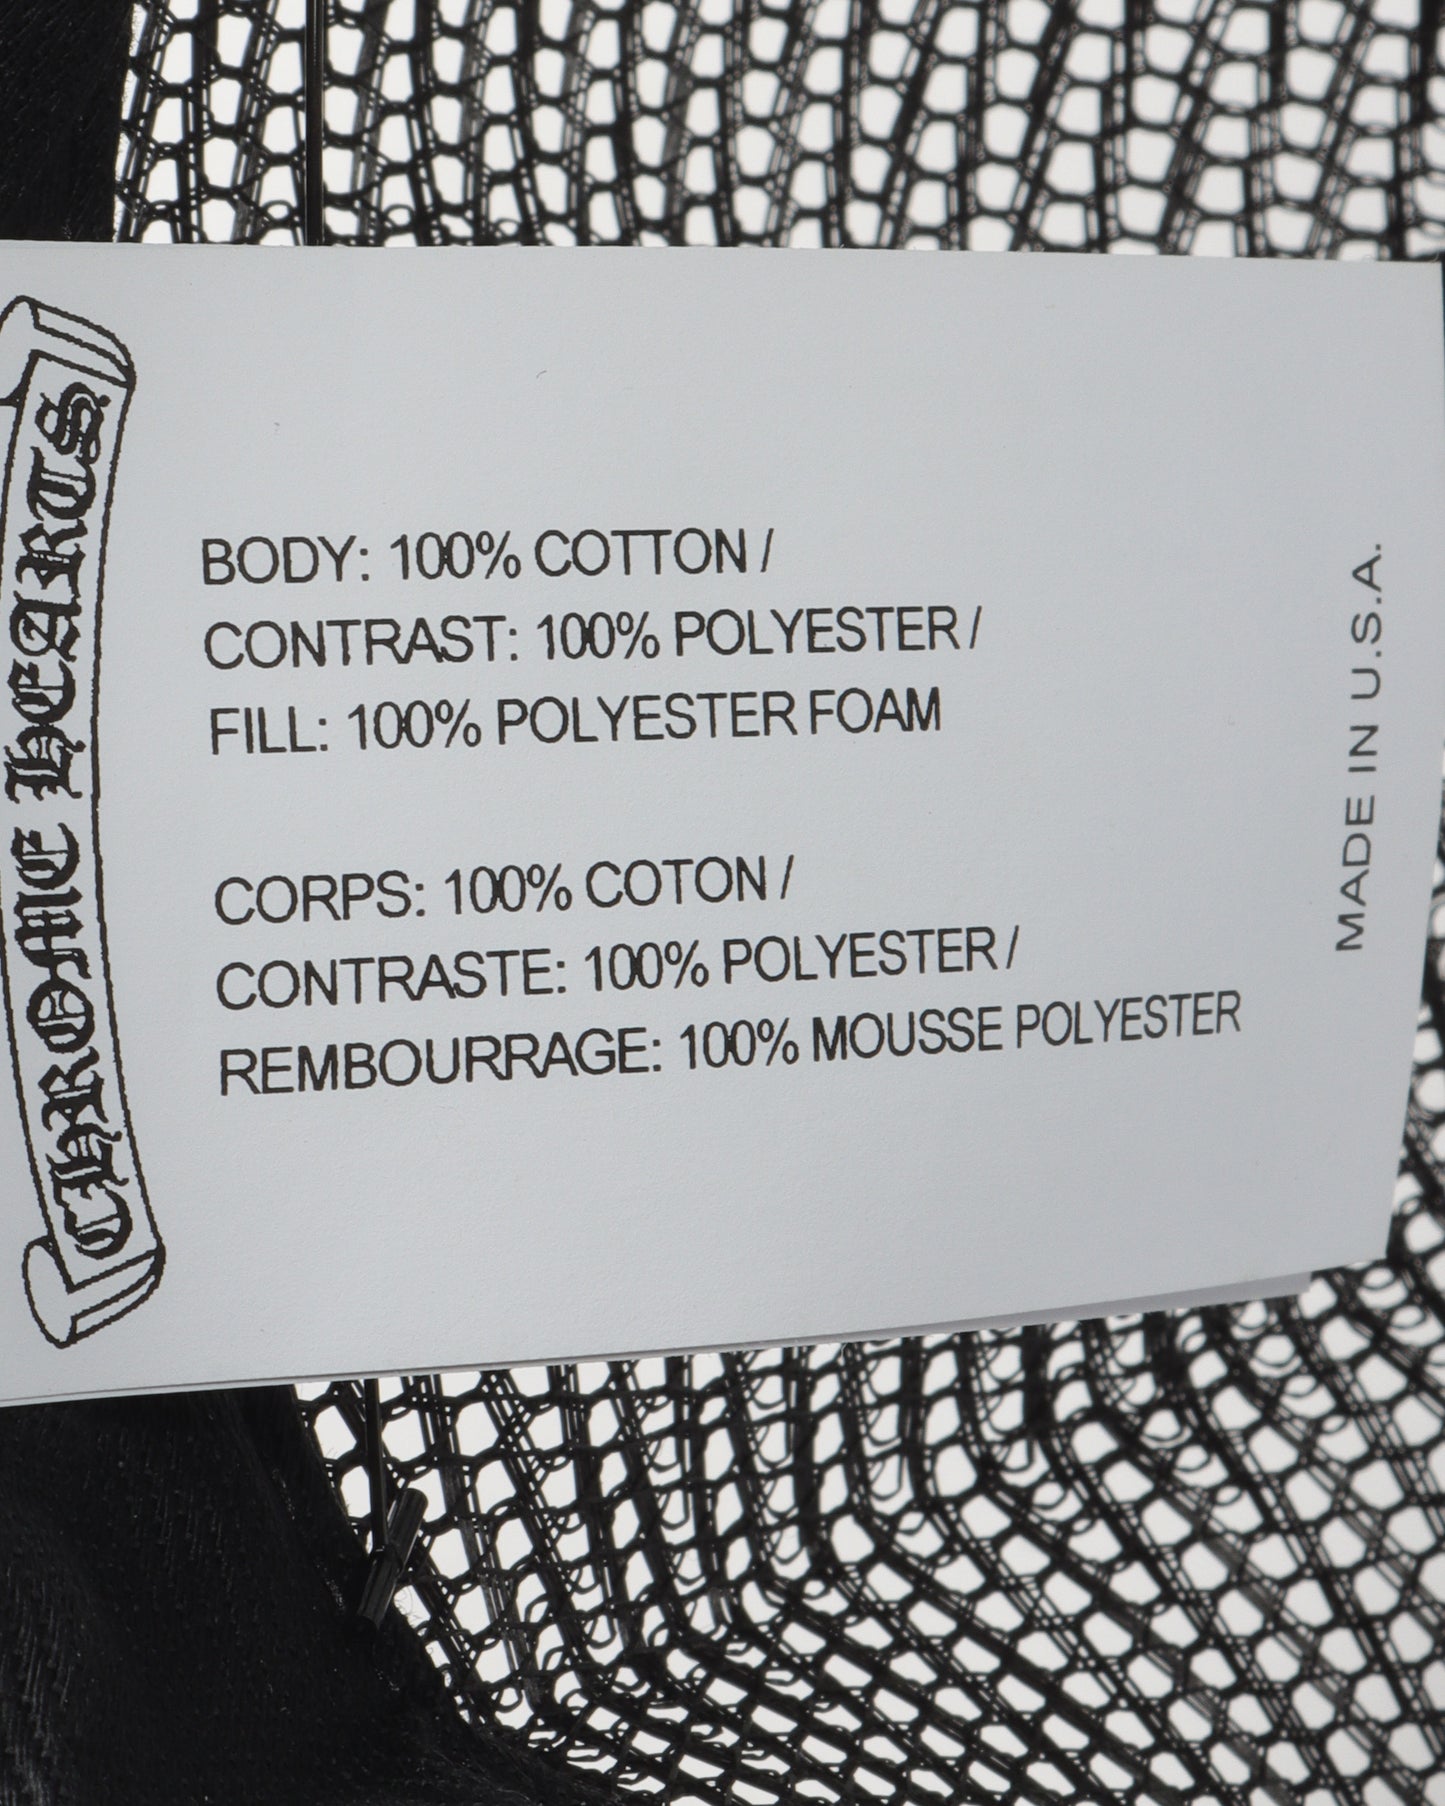 CHROME HEARTS
BODY: 100% COTTON /
CONTRAST: 100% POLYESTER /
FILL: 100% POLYESTER FOAM
CORPS: 100% COTON /
CONTRASTE: 100% POLYESTER /
REMBOURRAGE: 100% MOUSSE POLYESTER
MADE IN U.S.A.